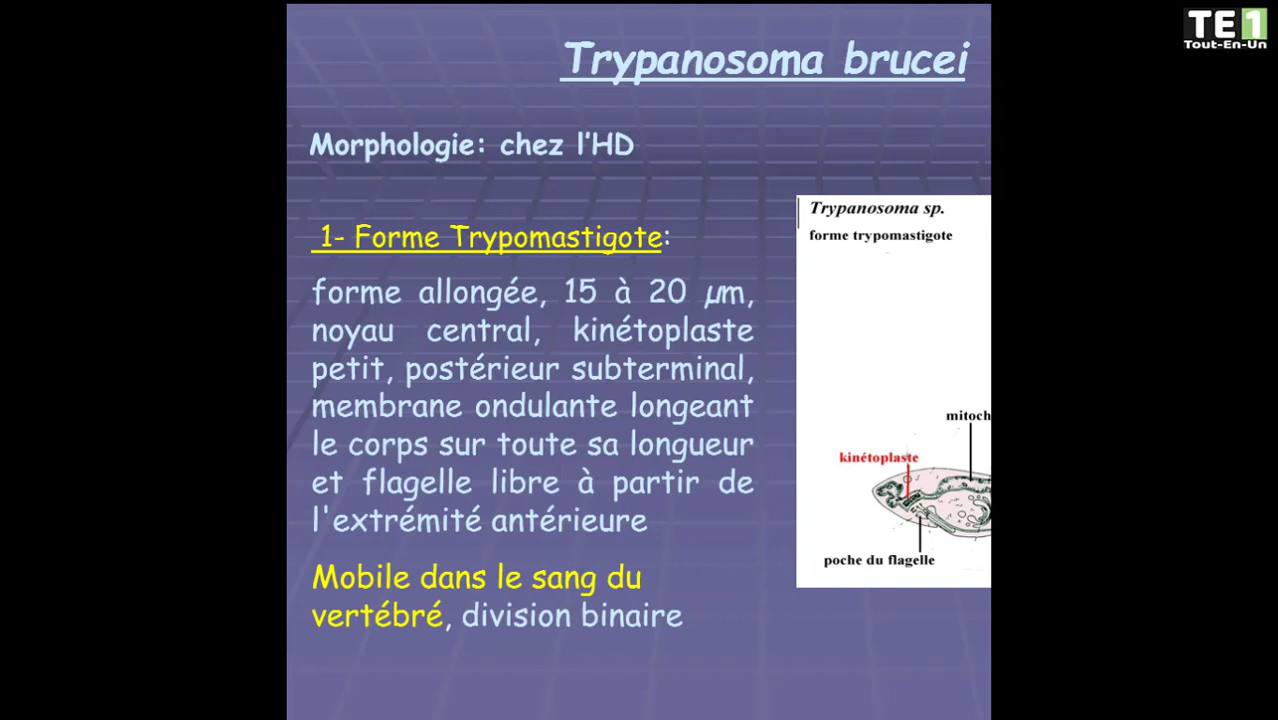 TE1
Tout-En-Un
Trypanosoma brucei
Morphologie: chez l'HD
1- Forme Trypomastigote:
forme allongée, 15 à 20 µm,
noyau central, kinétoplaste
petit, postérieur subterminal,
membrane ondulante longeant
le corps sur toute sa longueur
et flagelle libre à partir de
l'extrémité antérieure
Mobile dans le sang du
vertébré, division binaire
Trypanosoma sp.
forme trypomastigote
mitoch
kinétoplaste
poche du flagelle